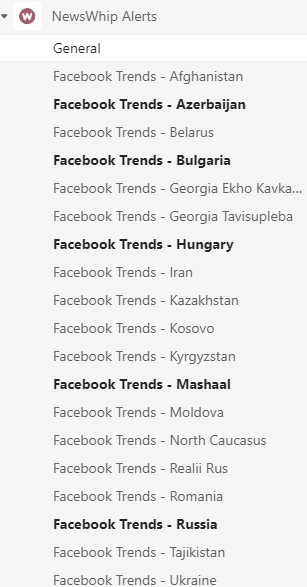 W NewsWhip Alerts
General
Facebook Trends - Afghanistan
Facebook Trends - Azerbaijan
Facebook Trends - Belarus
Facebook Trends - Bulgaria
Facebook Trends - Georgia Ekho Kavka...
Facebook Trends - Georgia Tavisupleba
Facebook Trends - Hungary
Facebook Trends - Iran
Facebook Trends - Kazakhstan
Facebook Trends - Kosovo
Facebook Trends - Kyrgyzstan
Facebook Trends - Mashaal
Facebook Trends - Moldova
Facebook Trends - North Caucasus
Facebook Trends - Realii Rus
Facebook Trends - Romania
Facebook Trends - Russia
Facebook Trends - Tajikistan
Facebook Trends - Ukraine